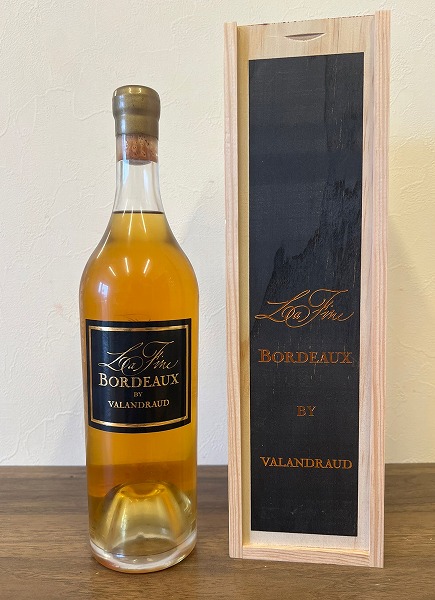 La Fine
BORDEAUX
BY
VALANDRAUD
La Fine
BORDEAUX
BY
VALANDRAUD